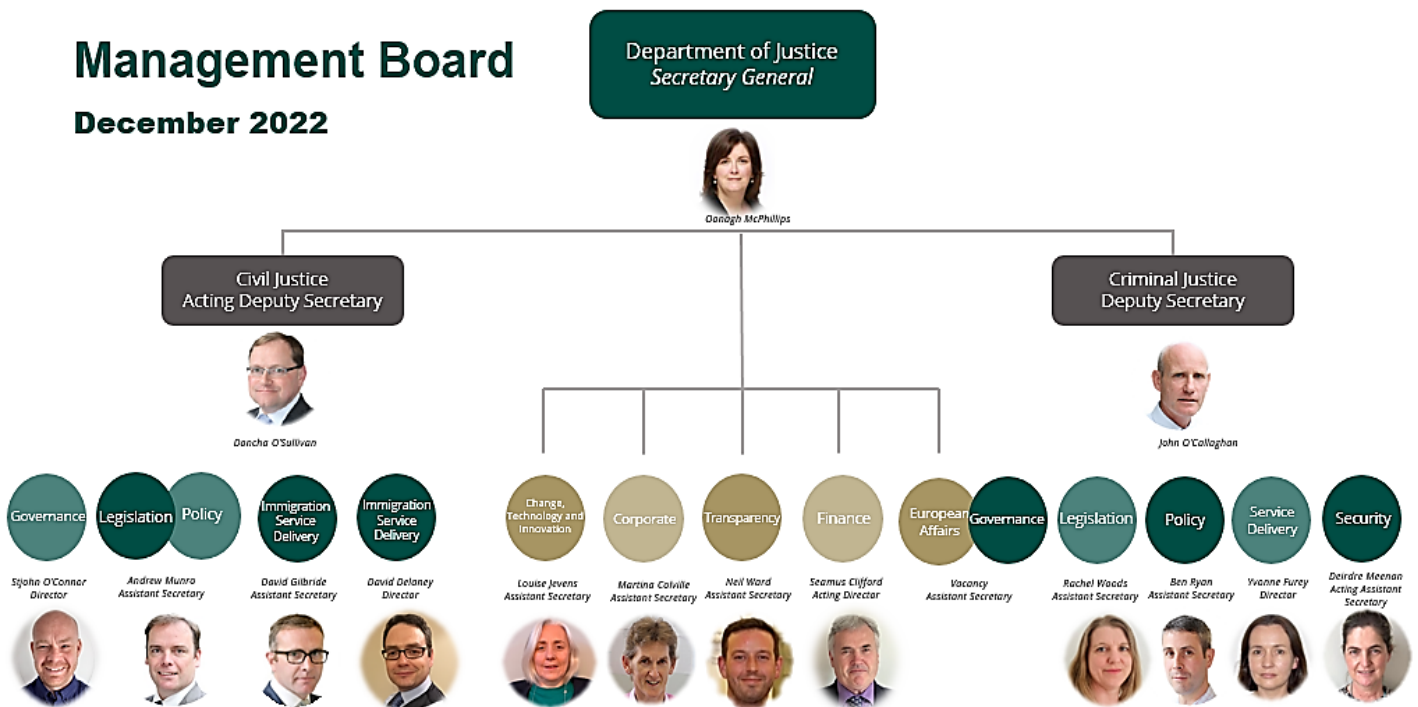 Management Board
December 2022
Department of Justice
Secretary General
Oonagh McPhillips
Civil Justice
Acting Deputy Secretary
Doncha O'Sullivan
Criminal Justice
Deputy Secretary
John O'Callaghan
Governance
Legislation
Policy
Immigration
Service
Delivery
Immigration
Service
Delivery
Change,
Technology and
Innovation
Corporate
Transparency
Finance
European
Affairs
Governance
Legislation
Policy
Service
Delivery
Security
StJohn O'Connor
Director
Andrew Munro
Assistant Secretary
David Gilbride
Assistant Secretary
David Delaney
Director
Louise Jevens
Assistant Secretary
Martina Colville
Assistant Secretary
Neil Ward
Assistant Secretary
Seamus Clifford
Acting Director
Vacancy
Assistant Secretary
Rachel Woods
Assistant Secretary
Ben Ryan
Assistant Secretary
Yvonne Furey
Director
Deirdre Meenan
Acting Assistant
Secretary